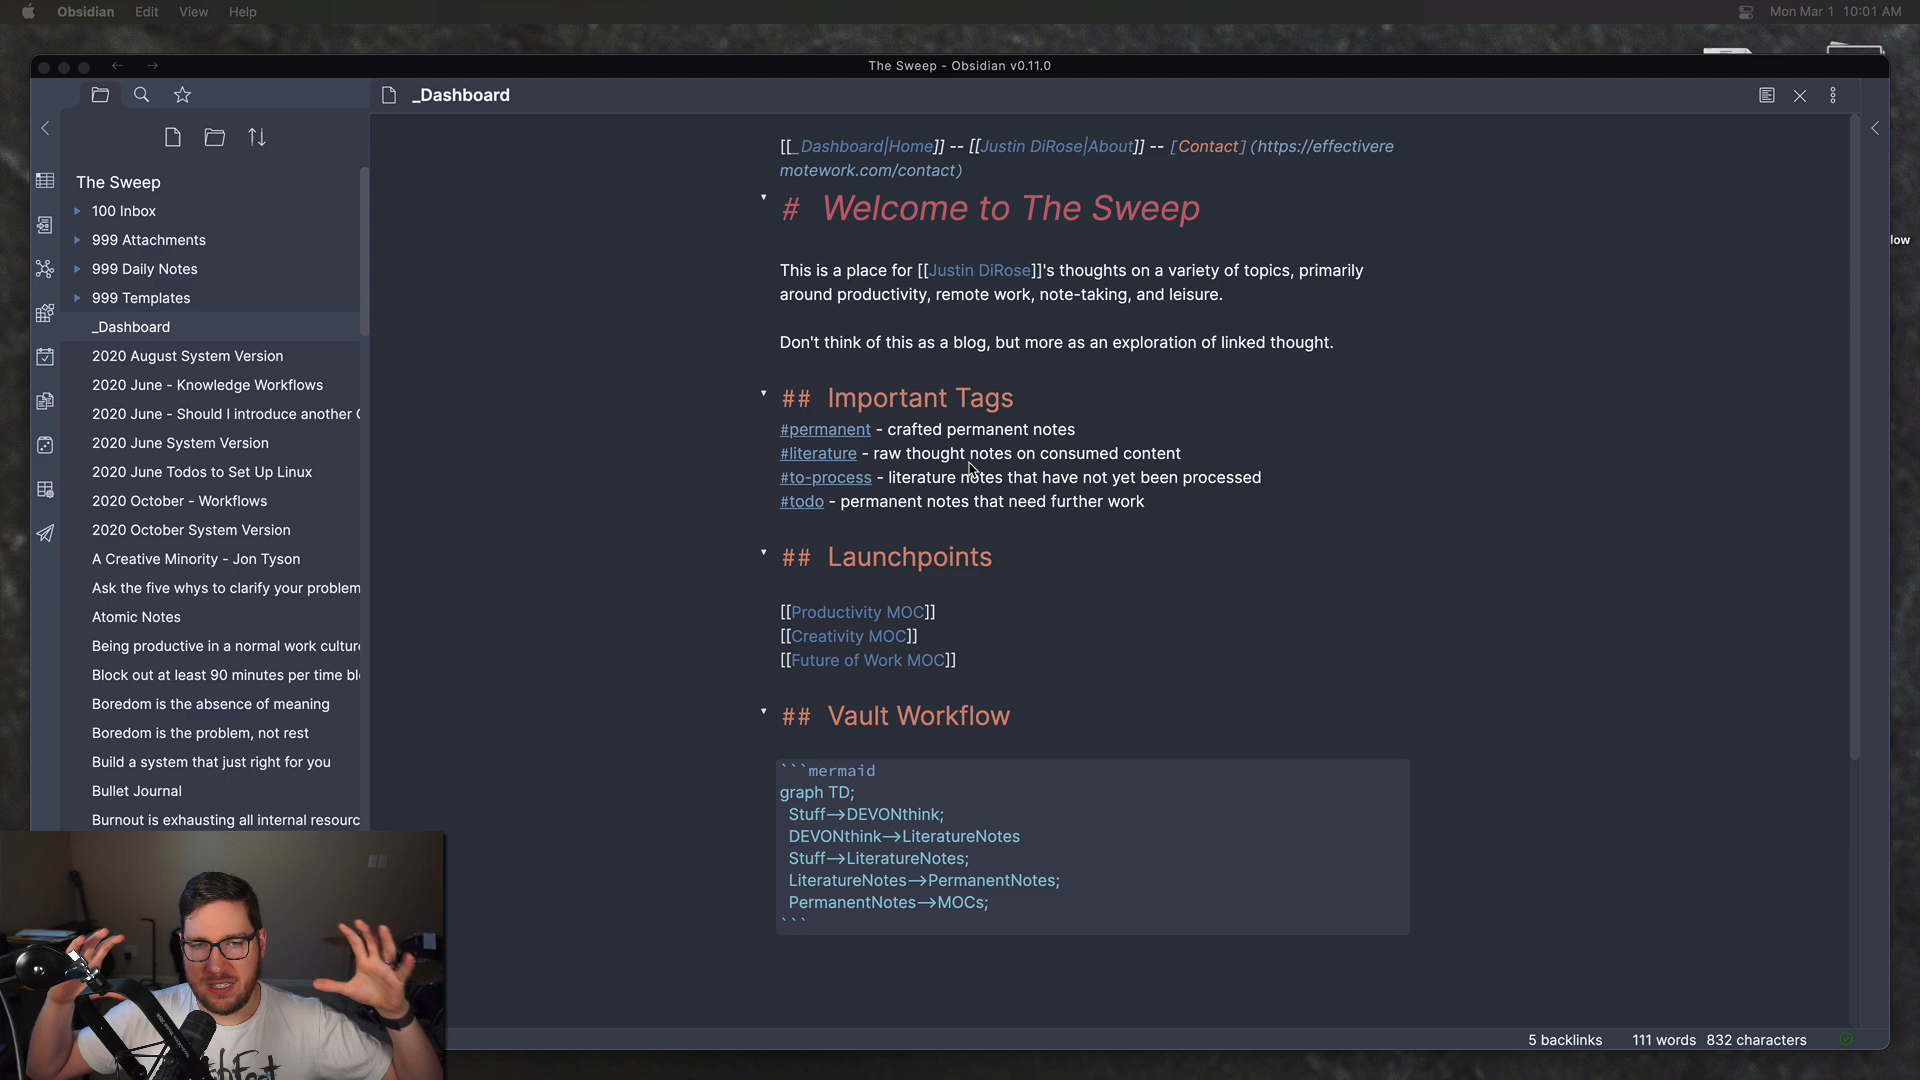 Obsidian Edit View Help
Mon Mar 1 10:01 AM
The Sweep - Obsidian v0.11.0
_Dashboard
The Sweep
100 Inbox
999 Attachments
999 Daily Notes
999 Templates
_Dashboard
2020 August System Version
2020 June - Knowledge Workflows
2020 June - Should I introduce another
2020 June System Version
2020 June Todos to Set Up Linux
2020 October - Workflows
2020 October System Version
A Creative Minority - Jon Tyson
Ask the five whys to clarify your problem
Atomic Notes
Being productive in a normal work culture
Block out at least 90 minutes per time bl
Boredom is the absence of meaning
Boredom is the problem, not rest
Build a system that just right for you
Bullet Journal
Burnout is exhausting all internal resourc
[[_Dashboard|Home]] -- [[Justin DiRose|About]] -- [Contact](https://effectivere
motework.com/contact)
# Welcome to The Sweep
This is a place for [[Justin DiRose]]'s thoughts on a variety of topics, primarily
around productivity, remote work, note-taking, and leisure.
Don't think of this as a blog, but more as an exploration of linked thought.
## Important Tags
#permanent - crafted permanent notes
#literature - raw thought notes on consumed content
#to-process - literature notes that have not yet been processed
#todo - permanent notes that need further work
## Launchpoints
[[Productivity MOC]]
[[Creativity MOC]]
[[Future of Work MOC]]
## Vault Workflow
```mermaid
graph TD;
Stuff-->DEVONthink;
DEVONthink-->LiteratureNotes
Stuff-->LiteratureNotes;
LiteratureNotes-->PermanentNotes;
PermanentNotes-->MOCs;
```
5 backlinks 111 words 832 characters
low